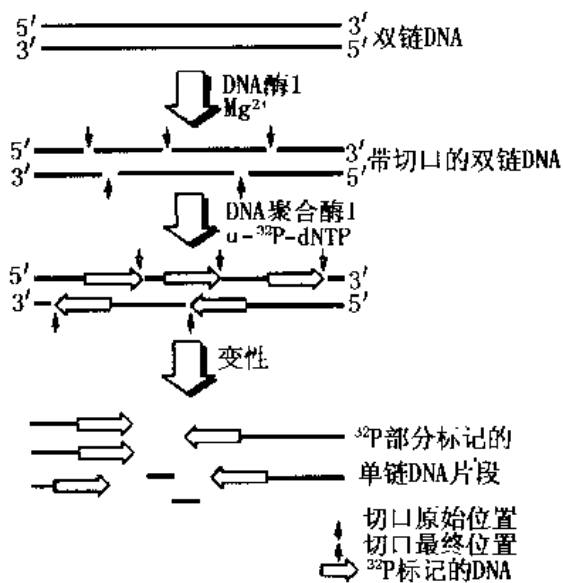 5′ 3′
3′ 5′ 双链DNA
DNA酶1
Mg²⁺
5′ 3′
3′ 5′ 带切口的双链DNA
DNA聚合酶1
α-³²P-dNTP
5′ 3′
3′ 5′
变性
³²P部分标记的
单链DNA片段
切口原始位置
切口最终位置
³²P标记的DNA